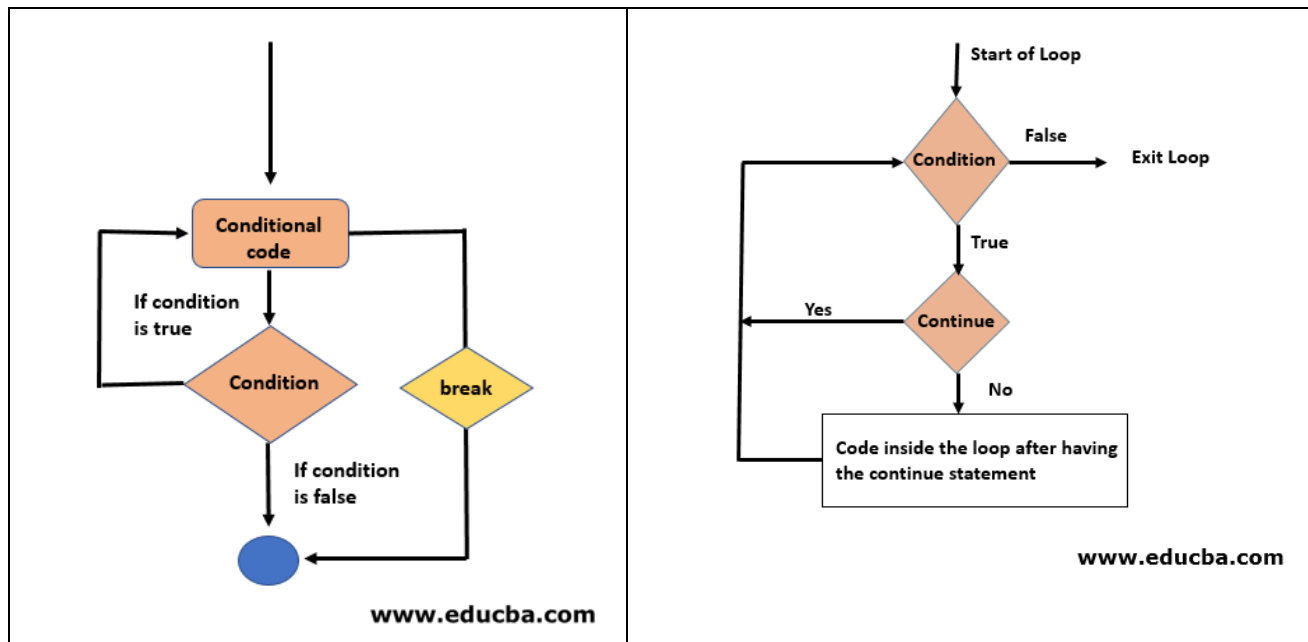 Conditional
code
If condition
is true
Condition
break
If condition
is false
www.educba.com
Start of Loop
False
Condition
Exit Loop
True
Yes
Continue
No
Code inside the loop after having
the continue statement
www.educba.com